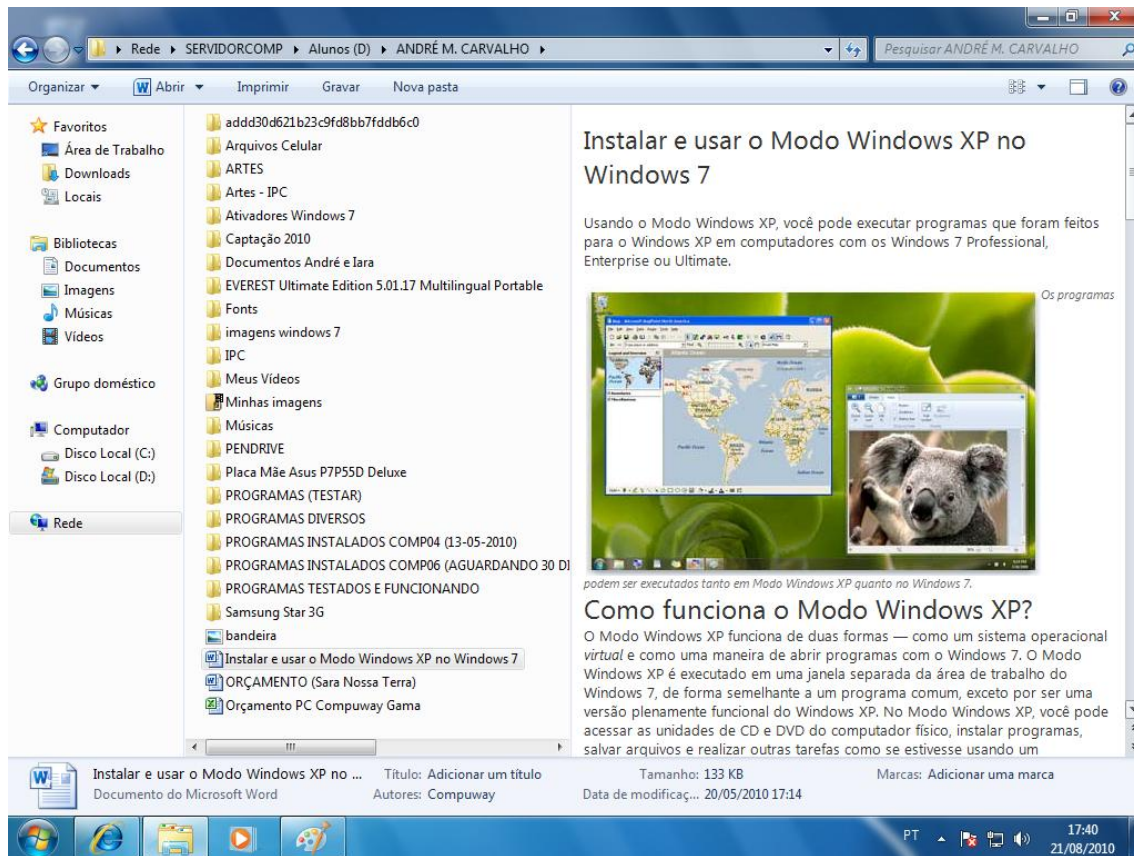 Rede ▸ SERVIDORCOMP ▸ Alunos (D) ▸ ANDRÉ M. CARVALHO ▸
Pesquisar ANDRÉ M. CARVALHO
Organizar Abrir Imprimir Gravar Nova pasta
Favoritos
Área de Trabalho
Downloads
Locais
Bibliotecas
Documentos
Imagens
Músicas
Vídeos
Grupo doméstico
Computador
Disco Local (C:)
Disco Local (D:)
Rede
addd30d621b23c9fd8bb7fddb6c0
Arquivos Celular
ARTES
Artes - IPC
Ativadores Windows 7
Captação 2010
Documentos André e Iara
EVEREST Ultimate Edition 5.01.17 Multilingual Portable
Fonts
imagens windows 7
IPC
Meus Vídeos
Minhas imagens
Músicas
PENDRIVE
Placa Mãe Asus P7P55D Deluxe
PROGRAMAS (TESTAR)
PROGRAMAS DIVERSOS
PROGRAMAS INSTALADOS COMP04 (13-05-2010)
PROGRAMAS INSTALADOS COMP06 (AGUARDANDO 30 DI
PROGRAMAS TESTADOS E FUNCIONANDO
Samsung Star 3G
bandeira
Instalar e usar o Modo Windows XP no Windows 7
ORÇAMENTO (Sara Nossa Terra)
Orçamento PC Compuway Gama
Instalar e usar o Modo Windows XP no
Windows 7
Usando o Modo Windows XP, você pode executar programas que foram feitos
para o Windows XP em computadores com os Windows 7 Professional,
Enterprise ou Ultimate.
Os programas
podem ser executados tanto em Modo Windows XP quanto no Windows 7.
Como funciona o Modo Windows XP?
O Modo Windows XP funciona de duas formas — como um sistema operacional
virtual e como uma maneira de abrir programas com o Windows 7. O Modo
Windows XP é executado em uma janela separada da área de trabalho do
Windows 7, de forma semelhante a um programa comum, exceto por ser uma
versão plenamente funcional do Windows XP. No Modo Windows XP, você pode
acessar as unidades de CD e DVD do computador físico, instalar programas,
salvar arquivos e realizar outras tarefas como se estivesse usando um
Instalar e usar o Modo Windows XP no ... Título: Adicionar um título Tamanho: 133 KB Marcas: Adicionar uma marca
Documento do Microsoft Word Autores: Compuway Data de modificaç... 20/05/2010 17:14
PT 17:40
21/08/2010